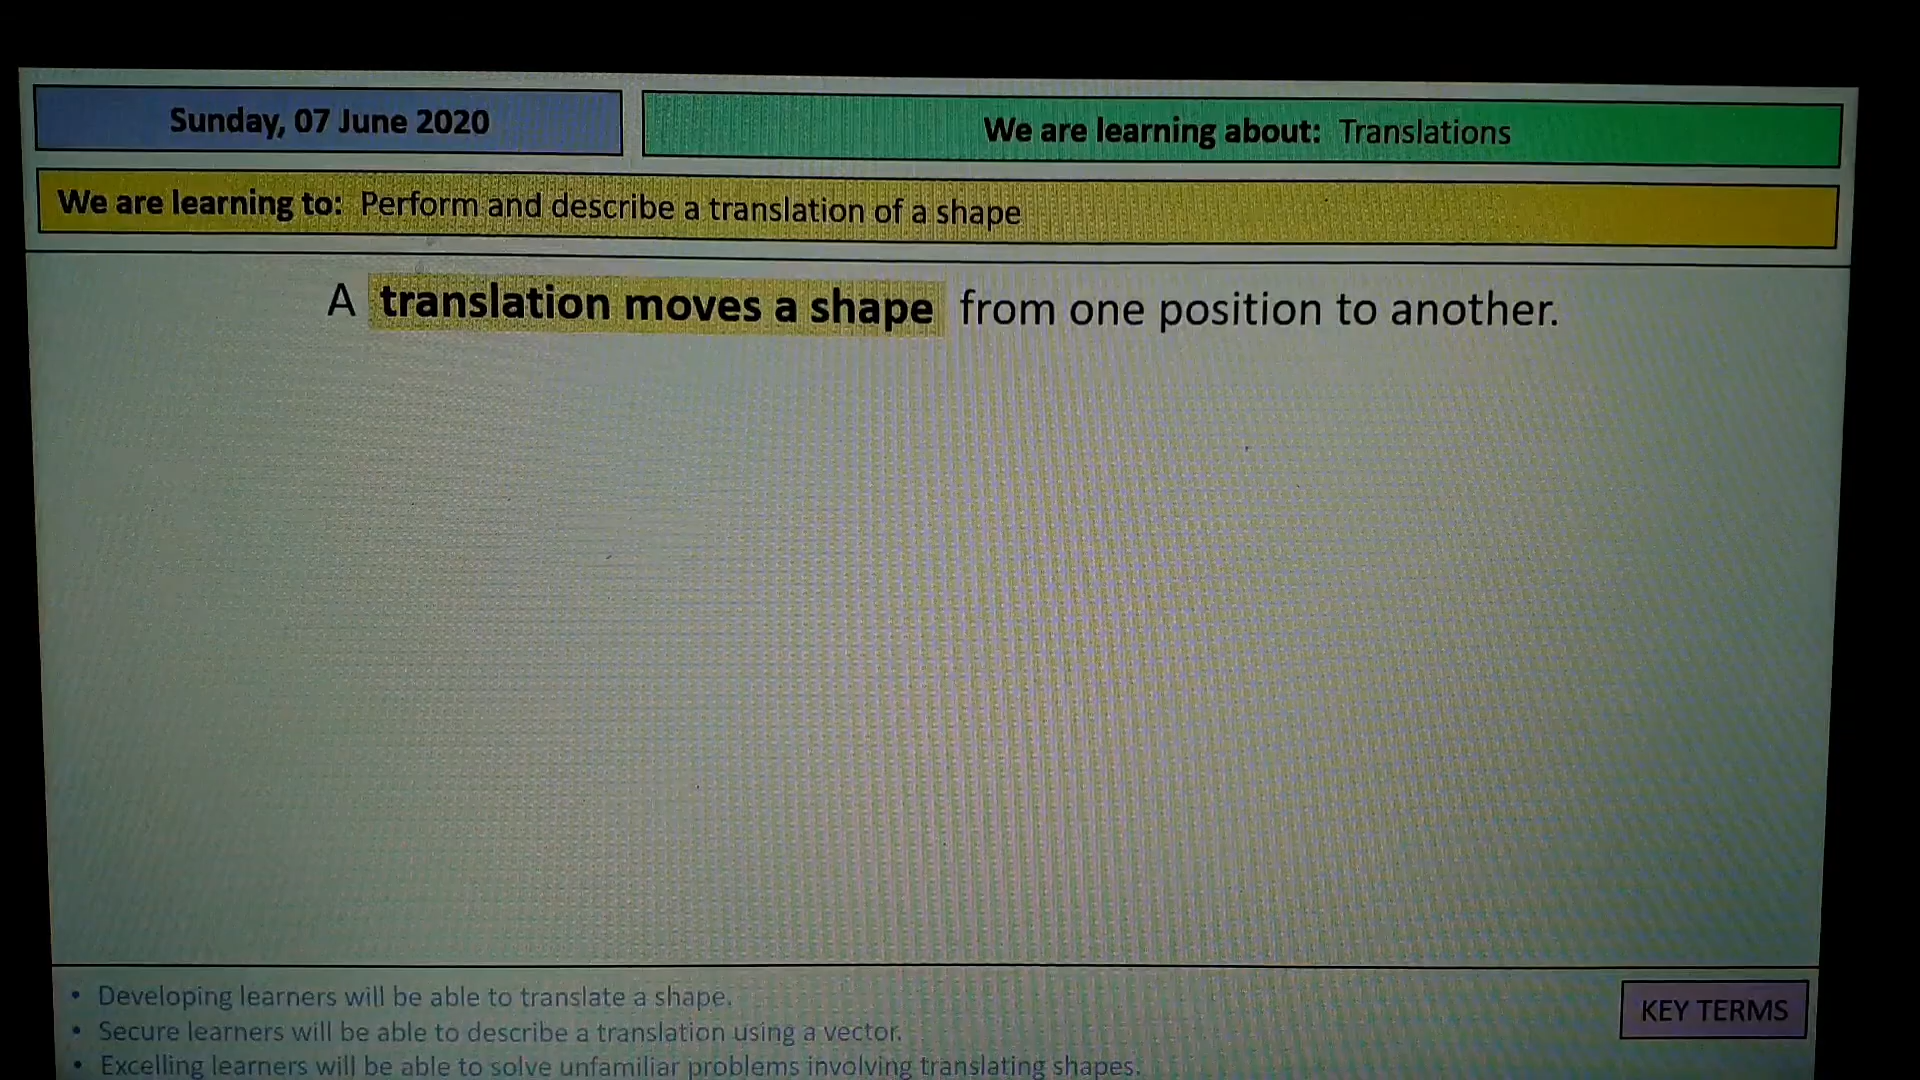 Sunday, 07 June 2020
We are learning about: Translations
We are learning to: Perform and describe a translation of a shape
A translation moves a shape from one position to another.
• Developing learners will be able to translate a shape.
• Secure learners will be able to describe a translation using a vector.
• Excelling learners will be able to solve unfamiliar problems involving translating shapes.
KEY TERMS